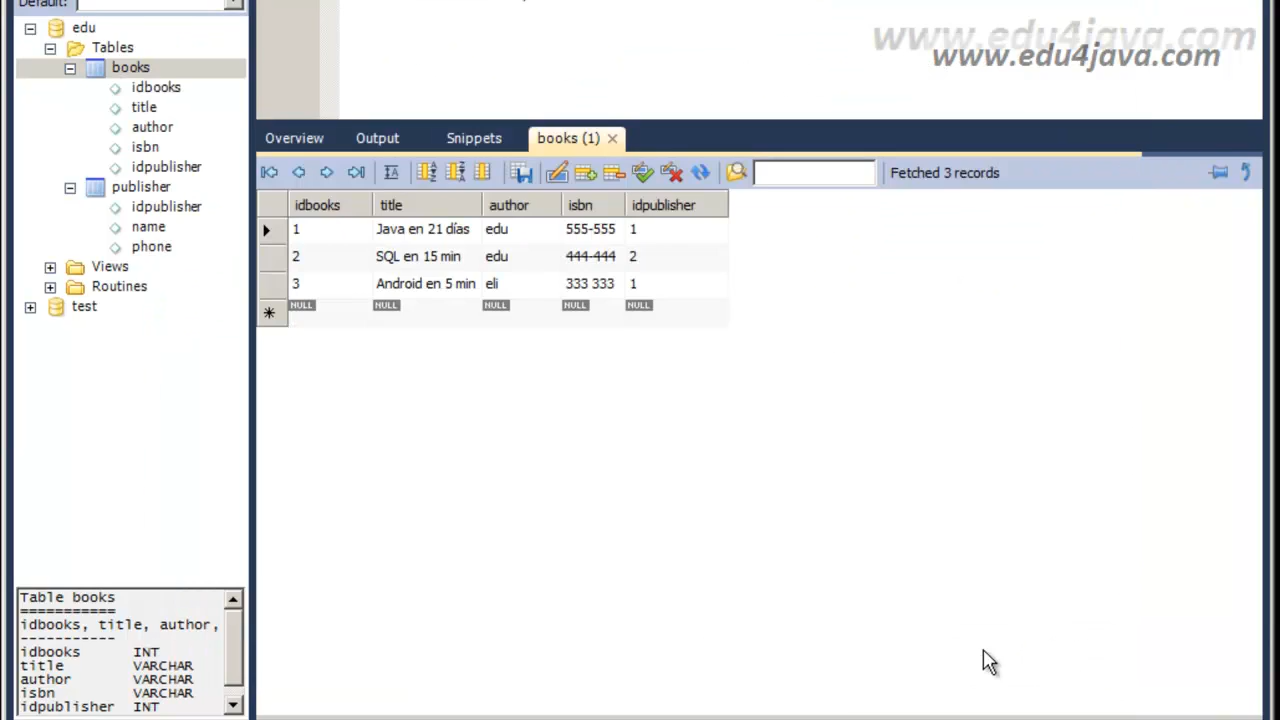 Default:
www.edu4java.com
www.edu4java.com
edu
Tables
books
idbooks
title
author
isbn
idpublisher
publisher
idpublisher
name
phone
Views
Routines
test
Overview Output Snippets books (1)
Fetched 3 records
idbooks title author isbn idpublisher
1 Java en 21 días edu 555-555 1
2 SQL en 15 min edu 444-444 2
3 Android en 5 min eli 333 333 1
NULL NULL NULL NULL NULL
Table books
===========
idbooks, title, author,
-----------
idbooks INT
title VARCHAR
author VARCHAR
isbn VARCHAR
idpublisher INT